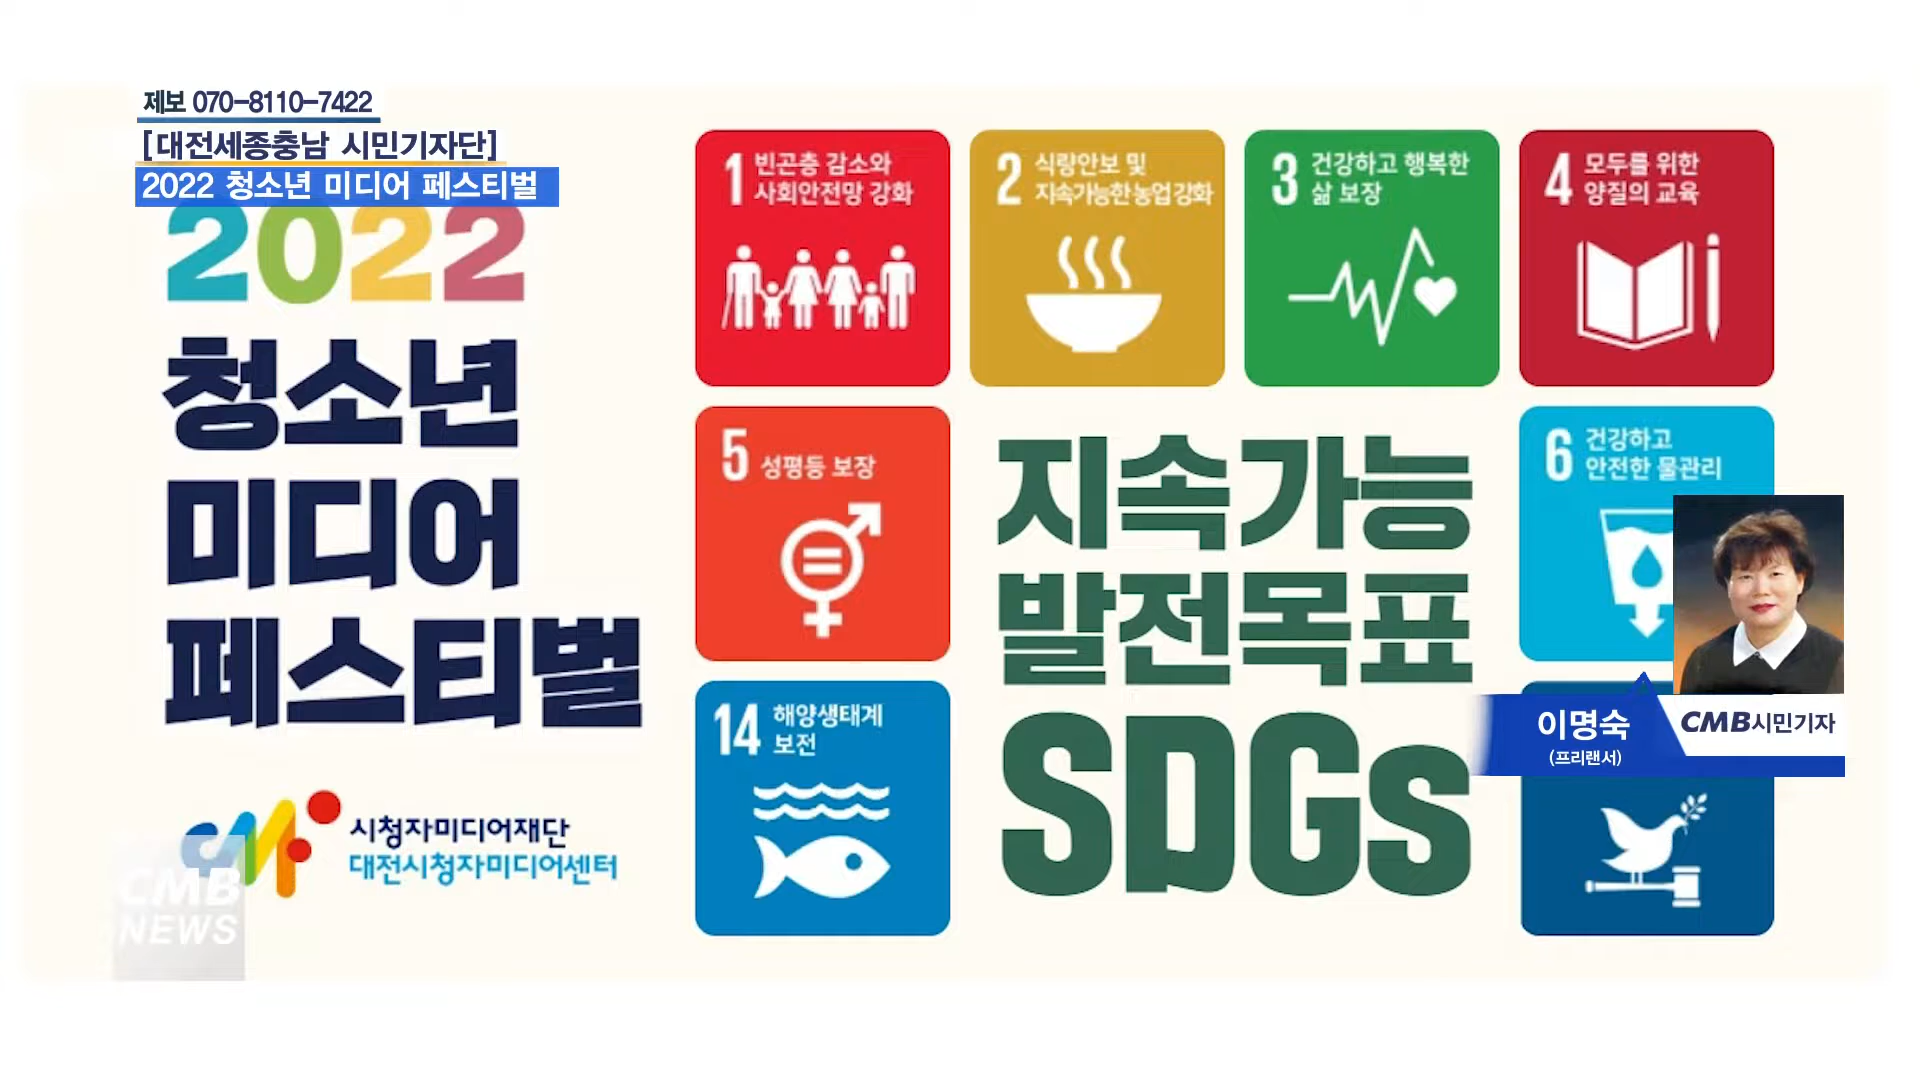 제보 070-8110-7422
[대전세종충남 시민기자단]
2022 청소년 미디어 페스티벌
2022
청소년
미디어
페스티벌
시청자미디어재단
대전시청자미디어센터
CMB
NEWS
1 빈곤층 감소와
사회안전망 강화
2 식량안보 및
지속가능한 농업 강화
3 건강하고 행복한
삶 보장
4 모두를 위한
양질의 교육
5 성평등 보장
지속가능
발전목표
SDGs
6 건강하고
안전한 물관리
14 해양생태계
보전
이명숙
(프리랜서)
CMB시민기자